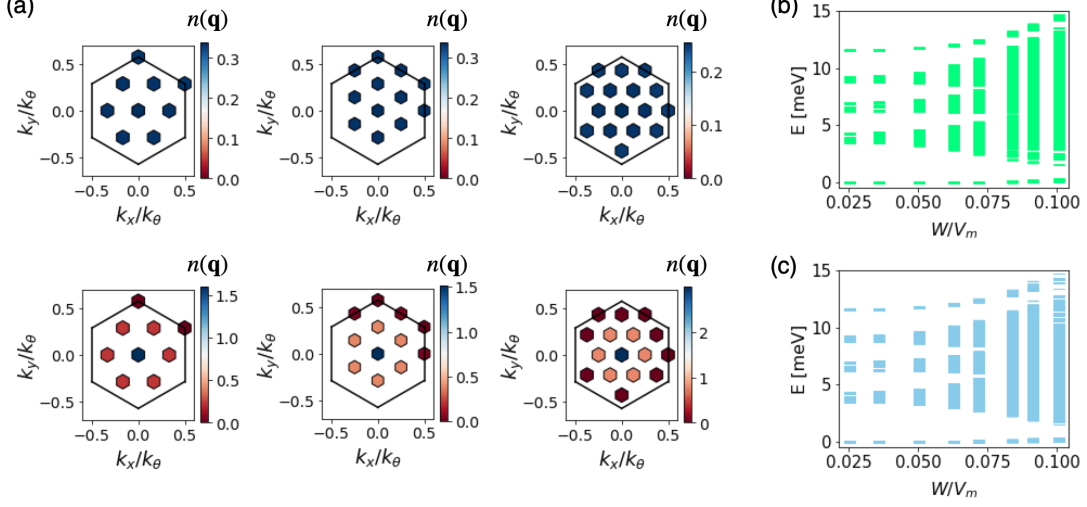 (a)
n(q) n(q) n(q)
k_y/k_θ 0.5 0.0 −0.5 −0.5 0.0 0.5 k_x/k_θ 0.3 0.2 0.1 0.0
k_y/k_θ 0.5 0.0 −0.5 −0.5 0.0 0.5 k_x/k_θ 0.3 0.2 0.1 0.0
k_y/k_θ 0.5 0.0 −0.5 −0.5 0.0 0.5 k_x/k_θ 0.2 0.1 0.0
(b)
E [meV] 15 10 5 0
0.025 0.050 0.075 0.100
W/V_m
n(q) n(q) n(q)
k_y/k_θ 0.5 0.0 −0.5 −0.5 0.0 0.5 k_x/k_θ 1.5 1.0 0.5 0.0
k_y/k_θ 0.5 0.0 −0.5 −0.5 0.0 0.5 k_x/k_θ 1.5 1.0 0.5 0.0
k_y/k_θ 0.5 0.0 −0.5 −0.5 0.0 0.5 k_x/k_θ 2 1 0
(c)
E [meV] 15 10 5 0
0.025 0.050 0.075 0.100
W/V_m